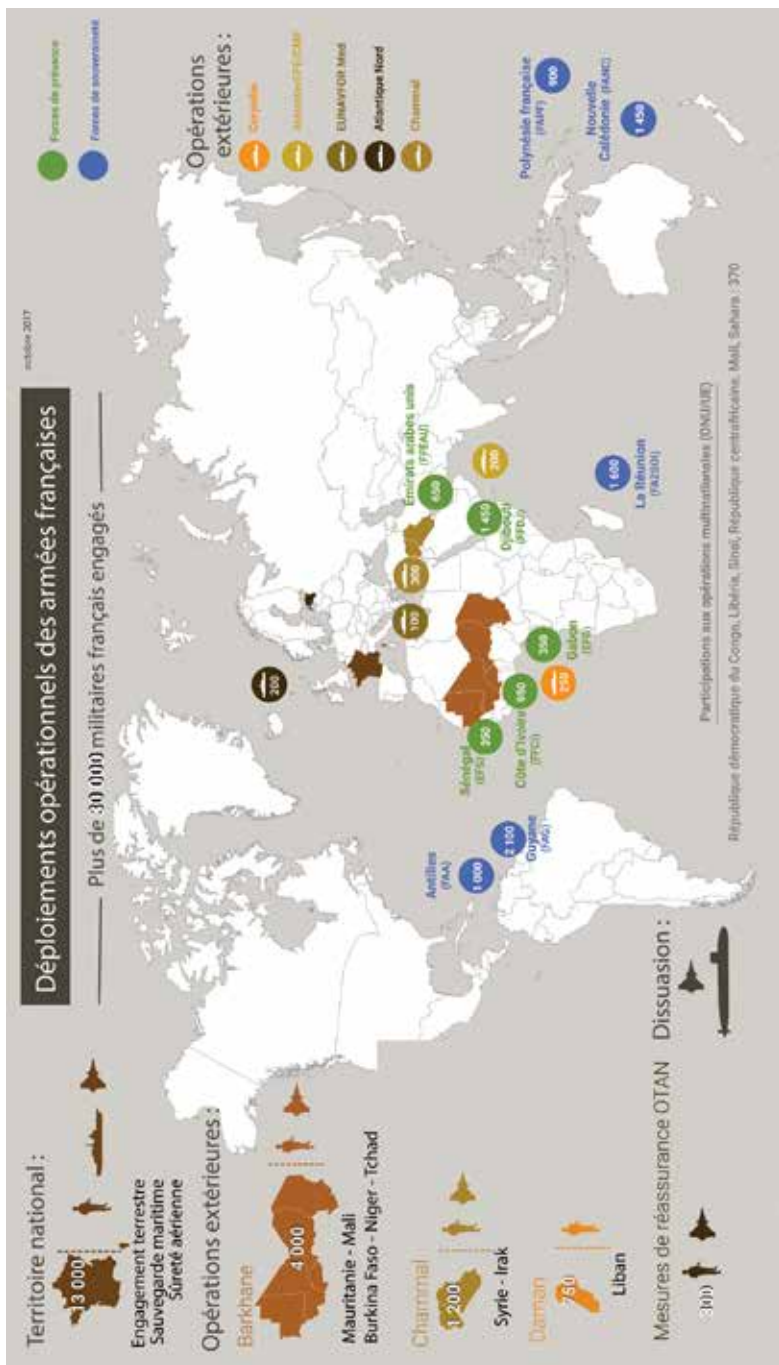 Déploiements opérationnels des armées françaises
octobre 2017
Plus de 30 000 militaires français engagés
Forces de présence
Forces de souveraineté
Territoire national :
13 000
Engagement terrestre
Sauvegarde maritime
Sûreté aérienne
Opérations extérieures :
Barkhane
4 000
Mauritanie - Mali
Burkina Faso - Niger - Tchad
Chammal
1 200
Syrie - Irak
Daman
750
Liban
Mesures de réassurance OTAN
300
Dissuasion :
Opérations
extérieures :
Corymbe
EUNAVFOR Med
Atlantique Nord
Chammal
200
100
300
Emirats arabes unis
(FFEAU)
650
1 450
Djibouti
(FFDJ)
200
Sénégal
(EFS)
350
Côte d'Ivoire
(FFCI)
950
250
350
Gabon
(EFG)
Antilles
(FAA)
1 000
2 100
Guyane
(FAG)
1 600
La Réunion
(FAZSOI)
Polynésie française
(FAPF)
900
Nouvelle
Calédonie (FANC)
1 450
Participations aux opérations multinationales (ONU/UE)
République démocratique du Congo, Libéria, Sinaï, République centrafricaine, Mali, Sahara : 370